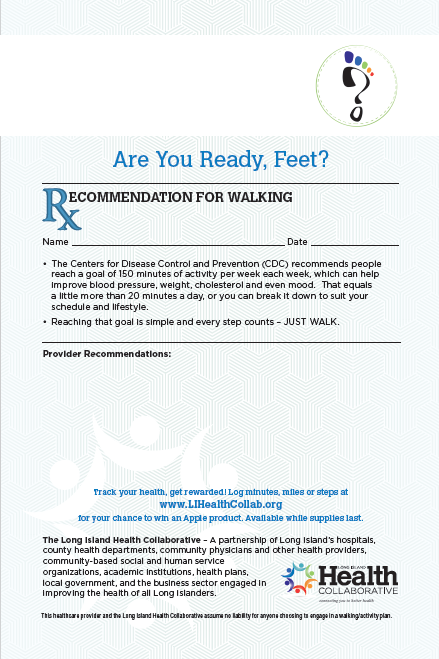 Are You Ready, Feet?
Rx
RECOMMENDATION FOR WALKING
Name Date
• The Centers for Disease Control and Prevention (CDC) recommends people
reach a goal of 150 minutes of activity per week each week, which can help
improve blood pressure, weight, cholesterol and even mood. That equals
a little more than 20 minutes a day, or you can break it down to suit your
schedule and lifestyle.
• Reaching that goal is simple and every step counts – JUST WALK.
Provider Recommendations:
Track your health, get rewarded! Log minutes, miles or steps at
www.LIHealthCollab.org
for your chance to win an Apple product. Available while supplies last.
The Long Island Health Collaborative – A partnership of Long Island's hospitals,
county health departments, community physicians and other health providers,
community-based social and human service
organizations, academic institutions, health plans,
local government, and the business sector engaged in
improving the health of all Long Islanders.
LONG ISLAND
Health
COLLABORATIVE
connecting you to better health
This healthcare provider and the Long Island Health Collaborative assume no liability for anyone choosing to engage in a walking/activity plan.